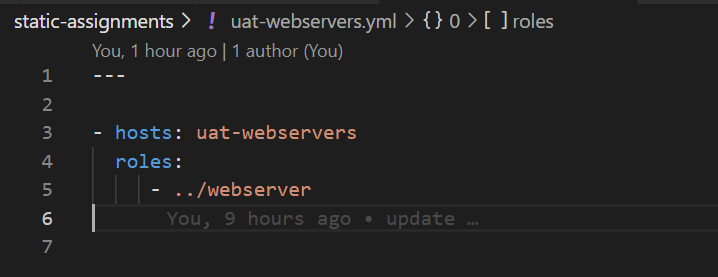 static-assignments > ! uat-webservers.yml > {} 0 > [ ] roles
You, 1 hour ago | 1 author (You)
1 ---
2
3 - hosts: uat-webservers
4 roles:
5 - ../webserver
6 You, 9 hours ago • update …
7